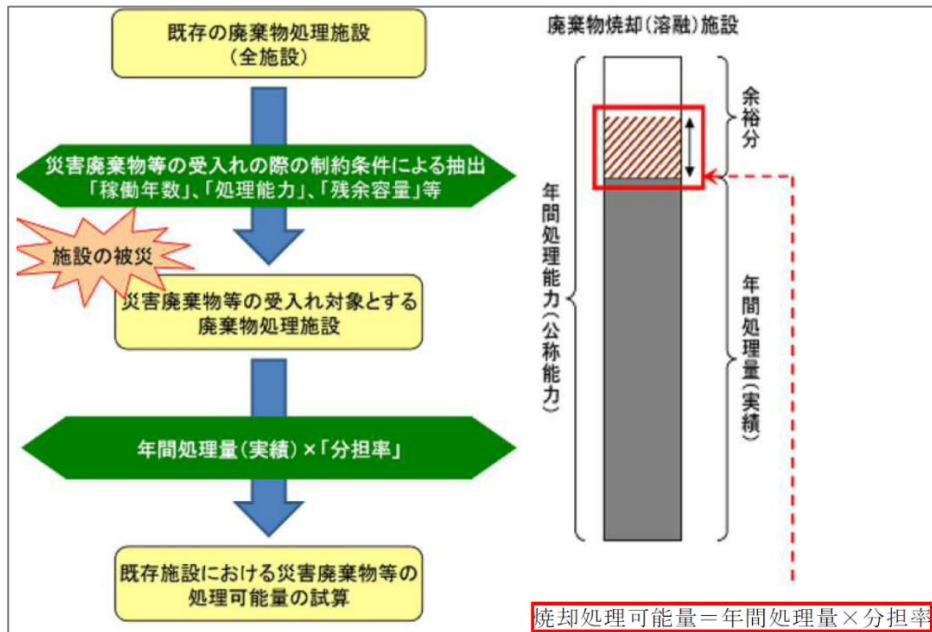 既存の廃棄物処理施設
(全施設)
災害廃棄物等の受入れの際の制約条件による抽出
「稼働年数」、「処理能力」、「残余容量」等
施設の被災
災害廃棄物等の受入れ対象とする
廃棄物処理施設
年間処理量(実績)×「分担率」
既存施設における災害廃棄物等の
処理可能量の試算
廃棄物焼却(溶融)施設
余裕分
年間処理能力(公称能力)
年間処理量(実績)
焼却処理可能量＝年間処理量×分担率